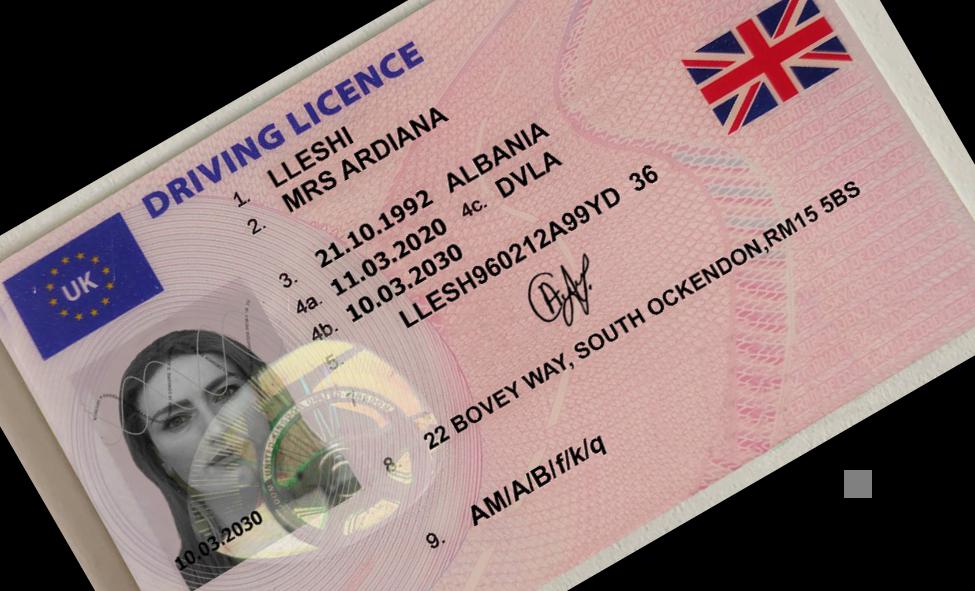 DRIVING LICENCE
UK
1. LLESHI
2. MRS ARDIANA
3. 21.10.1992 ALBANIA
4a. 11.03.2020 4c. DVLA
4b. 10.03.2030
5. LLESH960212A99YD 36
8. 22 BOVEY WAY, SOUTH OCKENDON,RM15 5BS
10.03.2030
9. AM/A/B/f/k/q